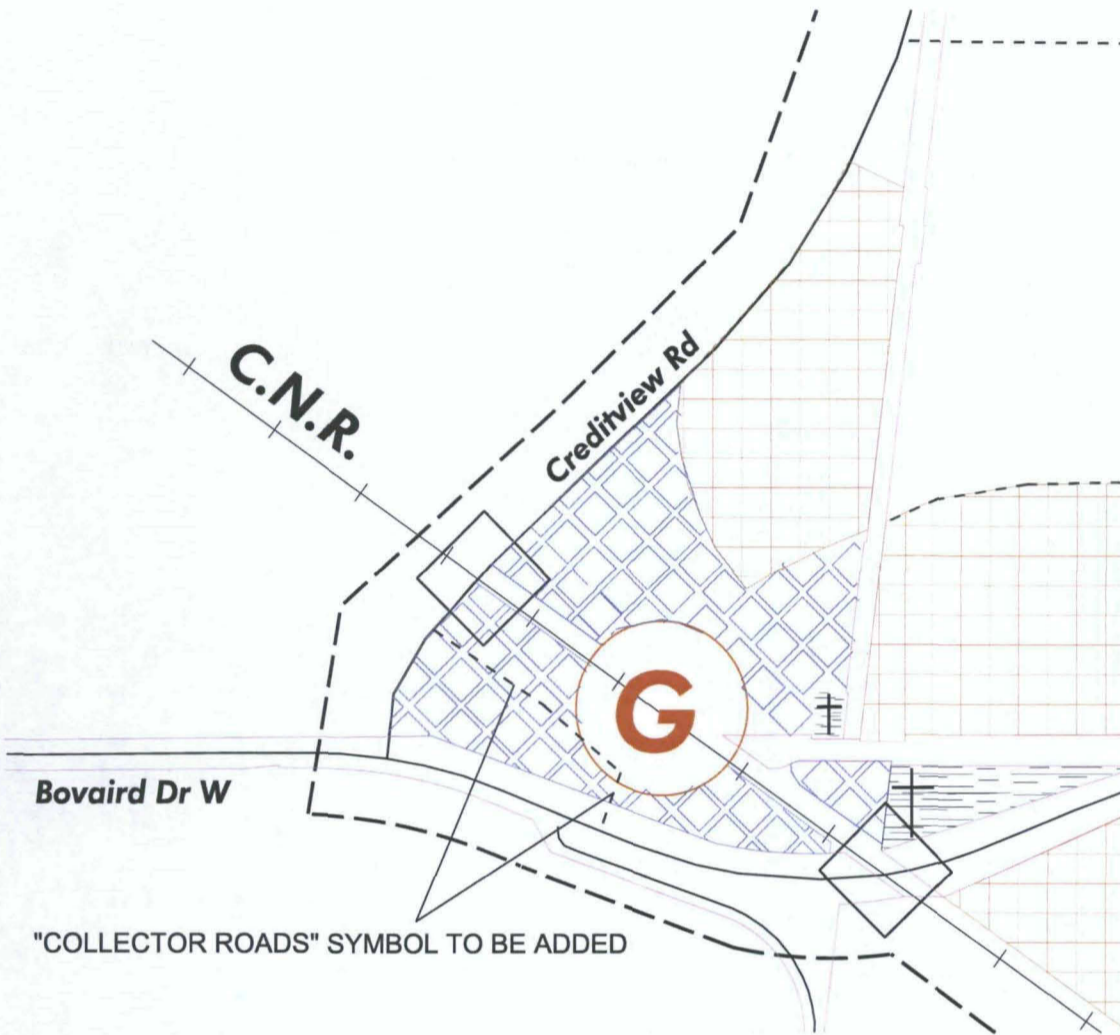 C.N.R.
Creditview Rd
G
Bovaird Dr W
"COLLECTOR ROADS" SYMBOL TO BE ADDED